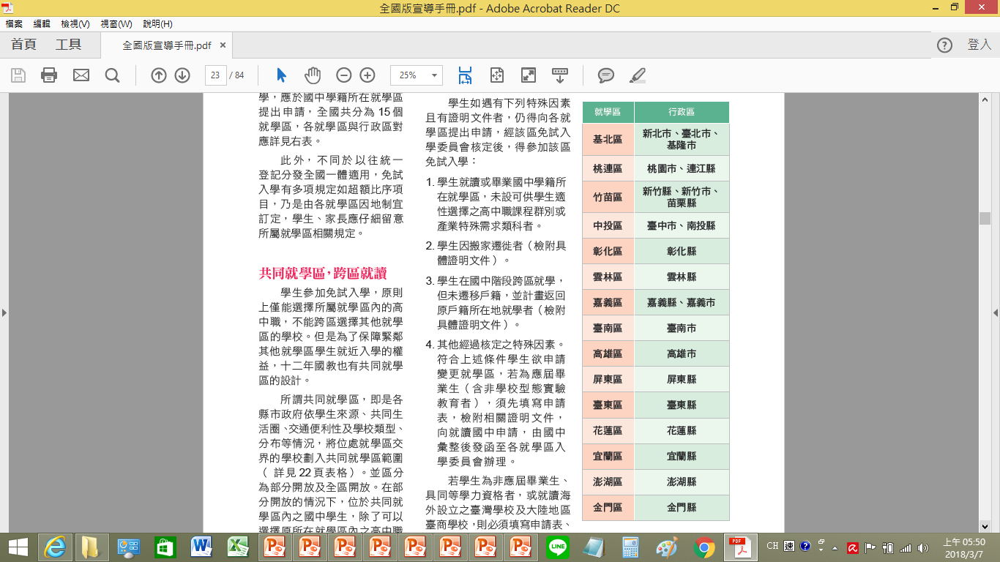 全國版宣導手冊.pdf - Adobe Acrobat Reader DC
檔案 編輯 檢視(V) 視窗(W) 說明(H)
首頁 工具 全國版宣導手冊.pdf × 登入
23 / 84 25%
學，應於國中學籍所在就學區
提出申請，全國共分為 15 個
就學區，各就學區與行政區對
應詳見右表。
此外，不同於以往統一
登記分發全國一體適用，免試
入學有多項規定如超額比序項
目，乃是由各就學區因地制宜
訂定，學生、家長應仔細留意
所屬就學區相關規定。
共同就學區，跨區就讀
學生參加免試入學，原則
上僅能選擇所屬就學區內的高
中職，不能跨區選擇其他就學
區的學校。但是為了保障緊鄰
其他就學區學生就近入學的權
益，十二年國教也有共同就學
區的設計。
所謂共同就學區，即是各
縣市政府依學生來源、共同生
活圈、交通便利性及學校類型、
分布等情況，將位處就學區交
界的學校劃入共同就學區範圍
（ 詳見 22 頁表格）。並區分
為部分開放及全區開放。在部
分開放的情況下，位於共同就
學區內之國中學生，除了可以
選擇原所在就學區內之高中職
學生如遇有下列特殊因素
且有證明文件者，仍得向各就
學區提出申請，經該區免試入
學委員會核定後，得參加該區
免試入學：
1. 學生就讀或畢業國中學籍所
在就學區，未設可供學生適
性選擇之高中職課程群別或
產業特殊需求類科者。
2. 學生因搬家遷徙者（檢附具
體證明文件）。
3. 學生在國中階段跨區就學，
但未遷移戶籍，並計畫返回
原戶籍所在地就學者（檢附
具體證明文件）。
4. 其他經過核定之特殊因素。
符合上述條件學生欲申請
變更就學區，若為應屆畢
業生（含非學校型態實驗
教育者），須先填寫申請
表，檢附相關證明文件，
向就讀國中申請，由國中
彙整後發函至各就學區入
學委員會辦理。
若學生為非應屆畢業生、
具同等學力資格者，或就讀海
外設立之臺灣學校及大陸地區
臺商學校，則必須填寫申請表、
就學區 行政區
基北區 新北市、臺北市、
基隆市
桃連區 桃園市、連江縣
竹苗區 新竹縣、新竹市、
苗栗縣
中投區 臺中市、南投縣
彰化區 彰化縣
雲林區 雲林縣
嘉義區 嘉義縣、嘉義市
臺南區 臺南市
高雄區 高雄市
屏東區 屏東縣
臺東區 臺東縣
花蓮區 花蓮縣
宜蘭區 宜蘭縣
澎湖區 澎湖縣
金門區 金門縣
LINE PDF CH 速 上午 05:50
2018/3/7